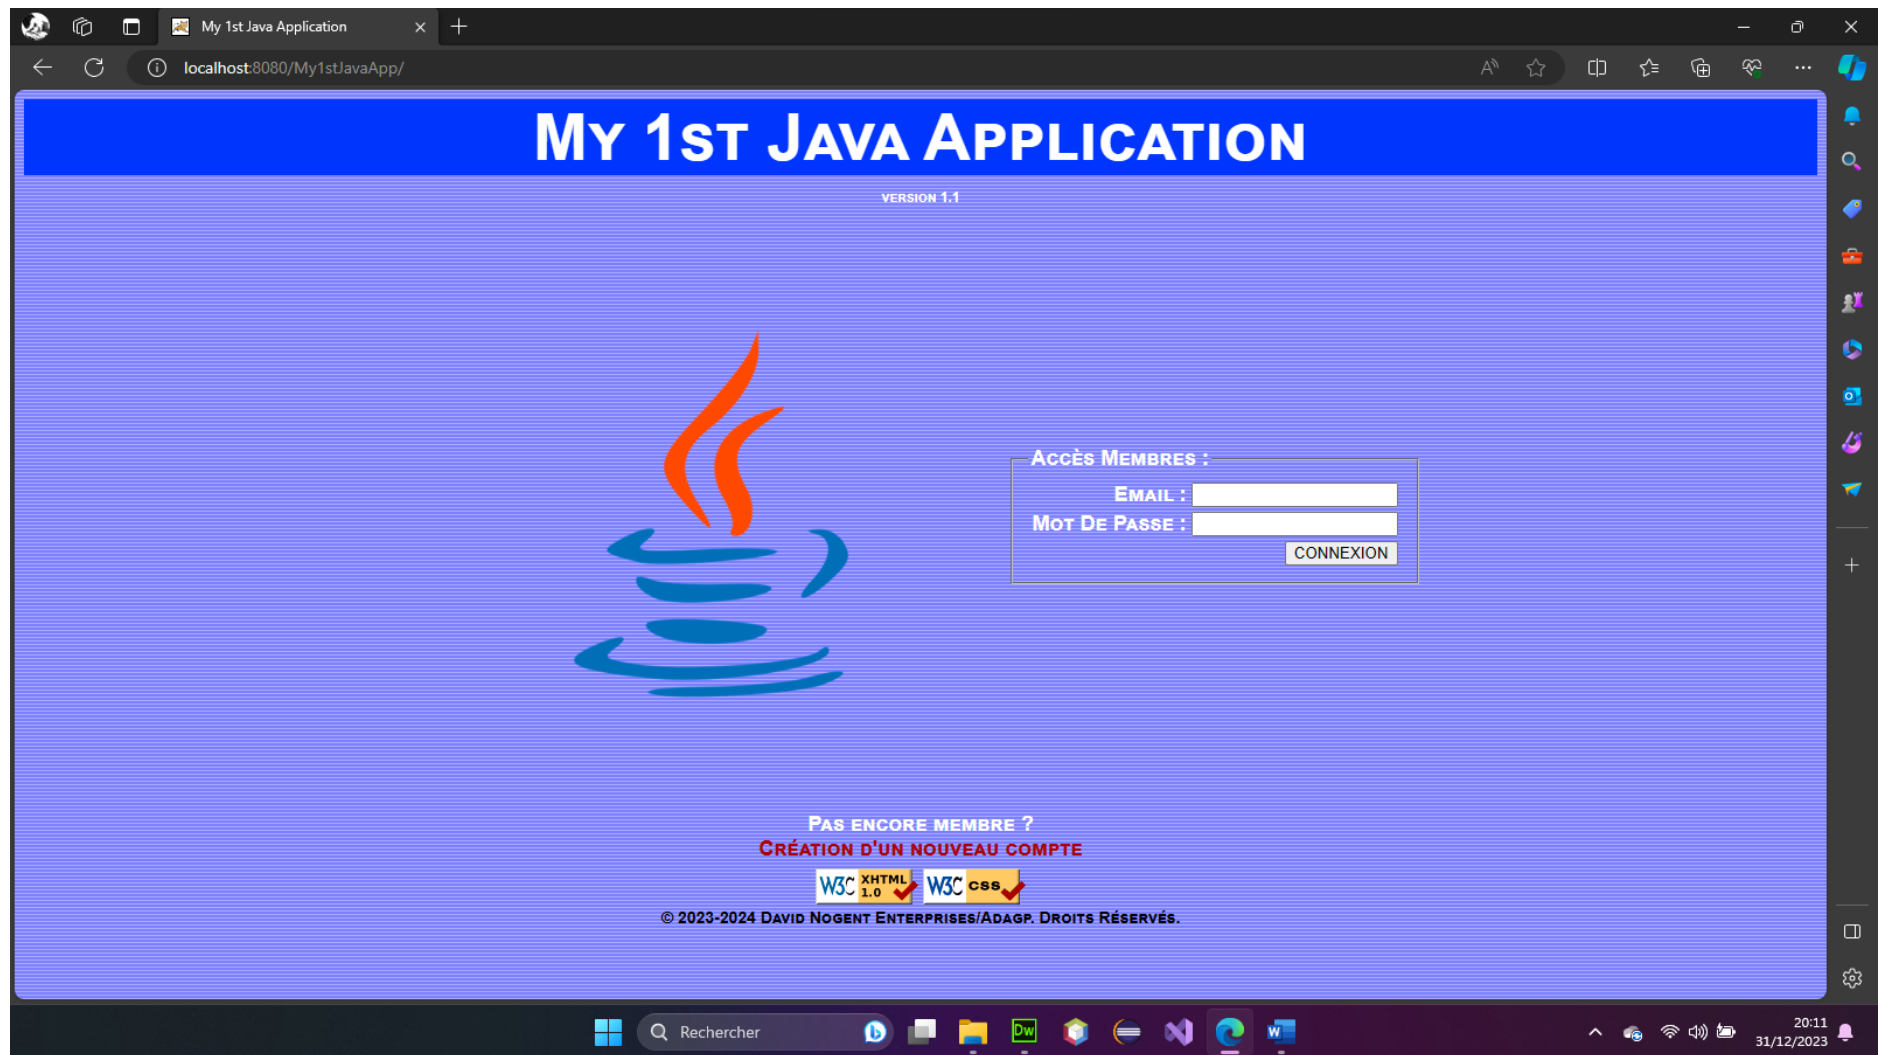 My 1st Java Application
localhost:8080/My1stJavaApp/
My 1st Java Application
version 1.1
Accès Membres :
Email :
Mot De Passe :
CONNEXION
Pas encore membre ?
Création d'un nouveau compte
W3C XHTML 1.0
W3C css
© 2023-2024 David Nogent Enterprises/Adagp. Droits Réservés.
Rechercher
Dw
20:11
31/12/2023